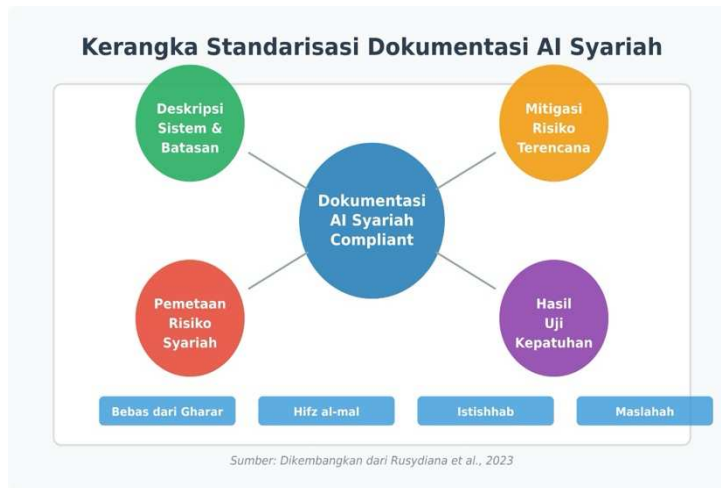 Kerangka Standarisasi Dokumentasi AI Syariah
Deskripsi
Sistem &
Batasan
Mitigasi
Risiko
Terencana
Dokumentasi
AI Syariah
Compliant
Pemetaan
Risiko
Syariah
Hasil
Uji
Kepatuhan
Bebas dari Gharar
Hifz al-mal
Istishhab
Maslahah
Sumber: Dikembangkan dari Rusydiana et al., 2023